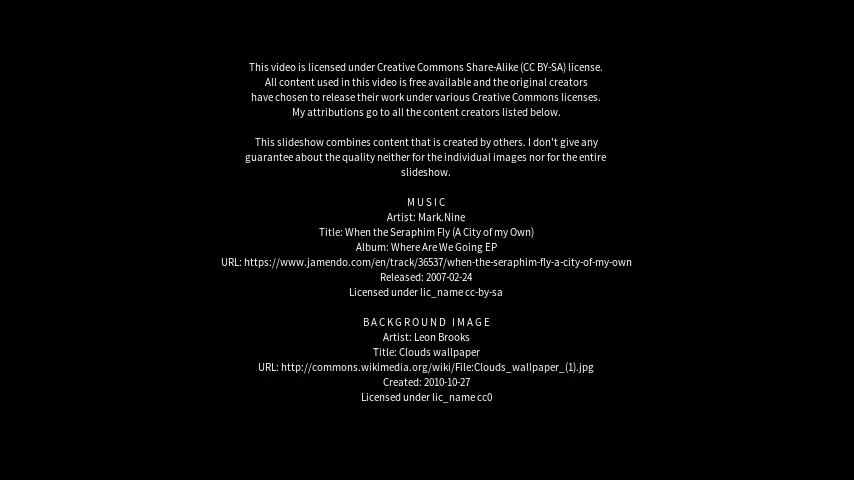 This video is licensed under Creative Commons Share-Alike (CC BY-SA) license.
All content used in this video is free available and the original creators
have chosen to release their work under various Creative Commons licenses.
My attributions go to all the content creators listed below.
This slideshow combines content that is created by others. I don't give any
guarantee about the quality neither for the individual images nor for the entire
slideshow.
MUSIC
Artist: Mark.Nine
Title: When the Seraphim Fly (A City of my Own)
Album: Where Are We Going EP
URL: https://www.jamendo.com/en/track/36537/when-the-seraphim-fly-a-city-of-my-own
Released: 2007-02-24
Licensed under lic_name cc-by-sa
BACKGROUND IMAGE
Artist: Leon Brooks
Title: Clouds wallpaper
URL: http://commons.wikimedia.org/wiki/File:Clouds_wallpaper_(1).jpg
Created: 2010-10-27
Licensed under lic_name cc0